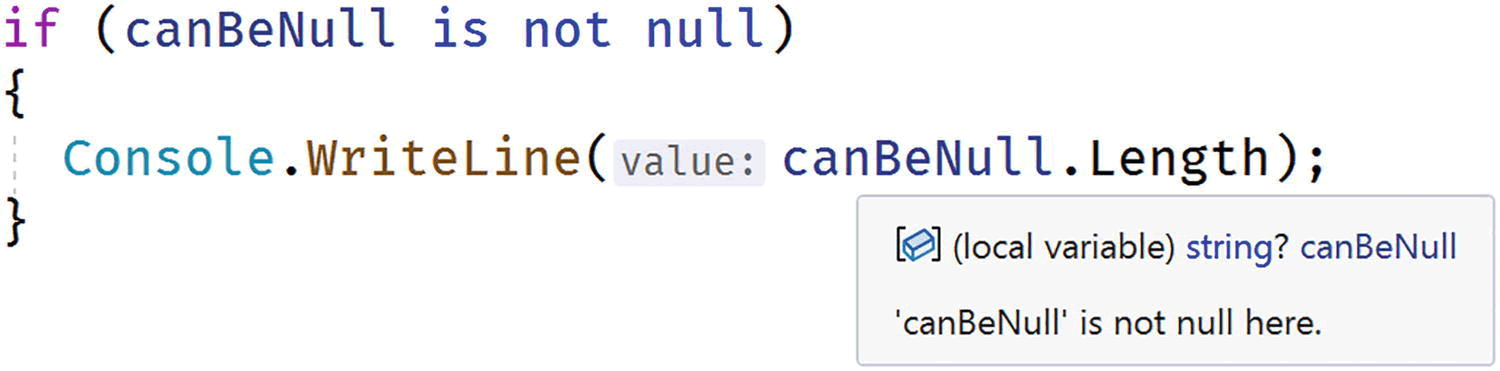 if (canBeNull is not null)
{
Console.WriteLine(value: canBeNull.Length);
}
(local variable) string? canBeNull
'canBeNull' is not null here.